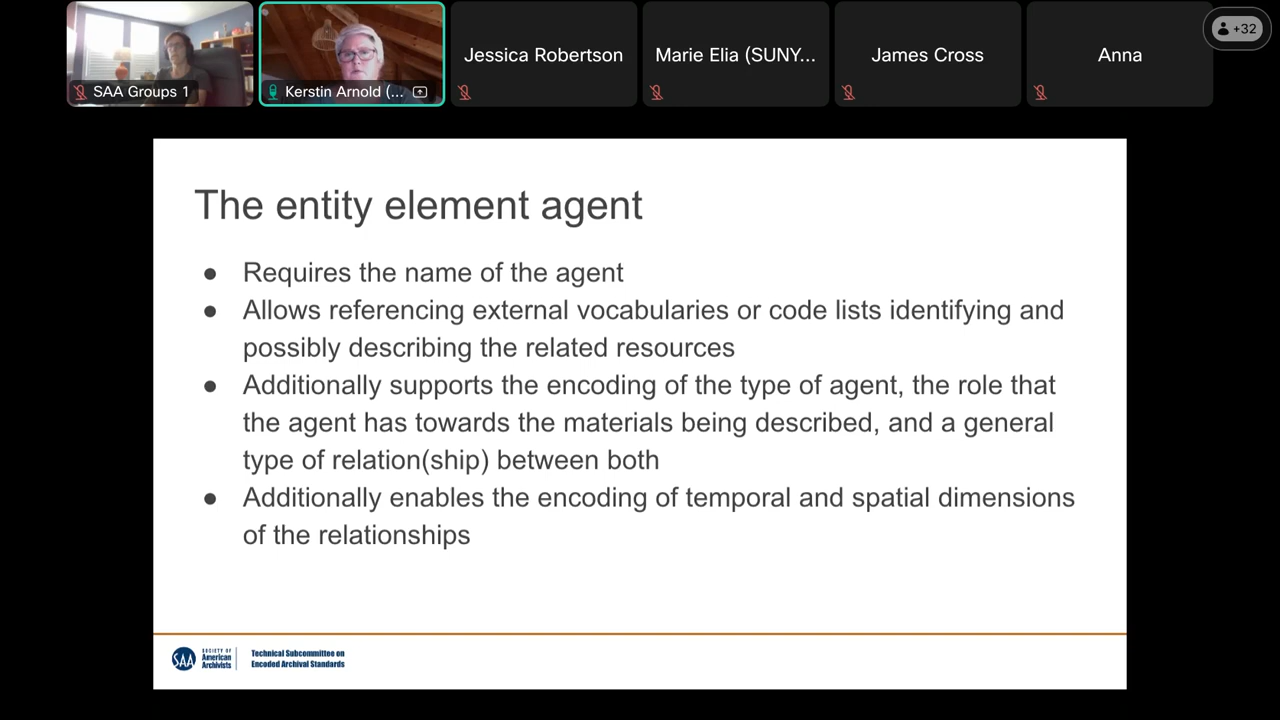 SAA Groups 1
Kerstin Arnold (...
Jessica Robertson
Marie Elia (SUNY...
James Cross
Anna
+32
The entity element agent
● Requires the name of the agent
● Allows referencing external vocabularies or code lists identifying and
possibly describing the related resources
● Additionally supports the encoding of the type of agent, the role that
the agent has towards the materials being described, and a general
type of relation(ship) between both
● Additionally enables the encoding of temporal and spatial dimensions
of the relationships
SAA
SOCIETY OF
American
Archivists
Technical Subcommittee on
Encoded Archival Standards